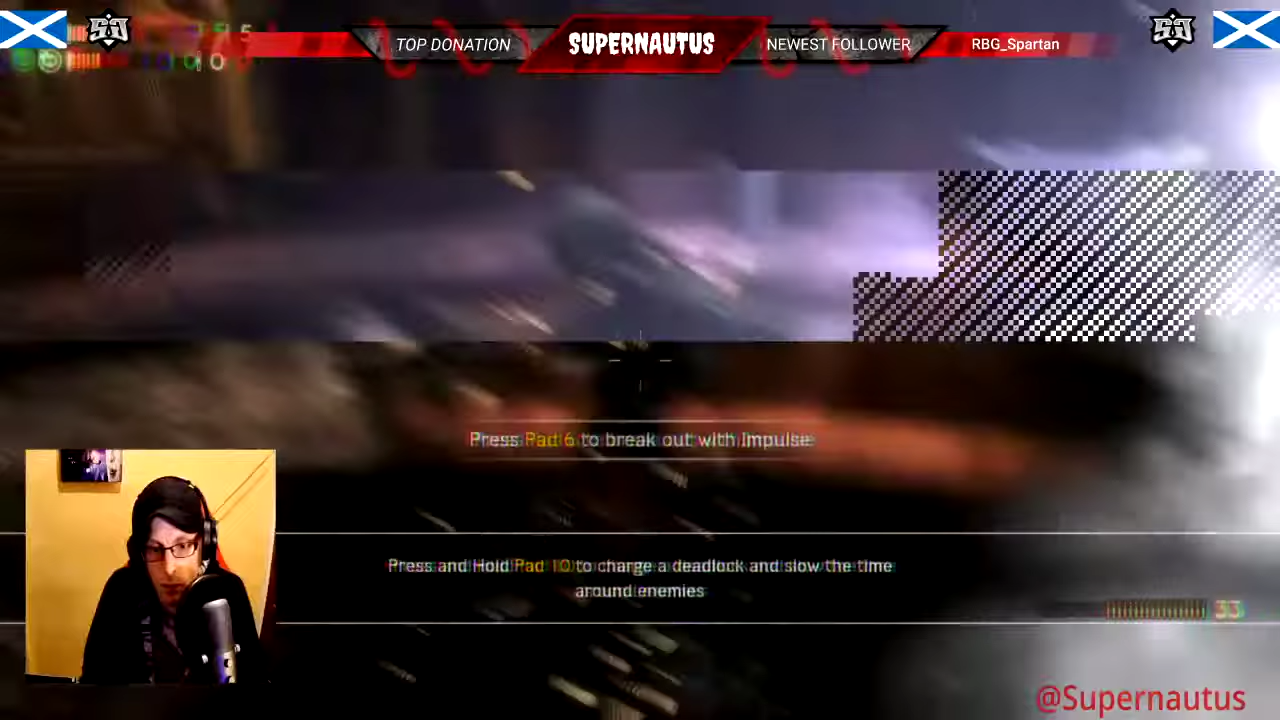 TOP DONATION
SUPERNAUTUS
NEWEST FOLLOWER
RBG_Spartan
Press Pad 6 to break out with Impulse
Press and Hold Pad 10 to charge a deadlock and slow the time
around enemies
33
@Supernautus